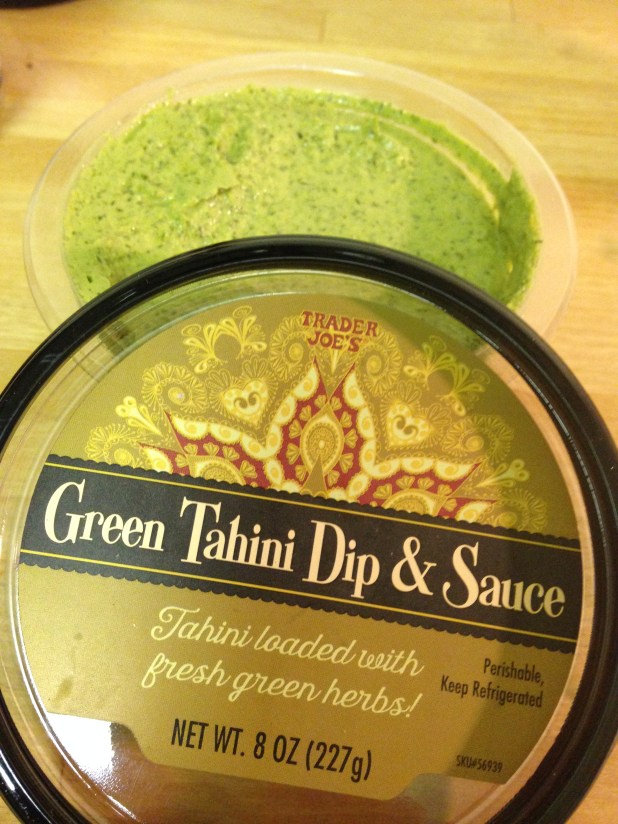 TRADER
JOE'S
Green Tahini Dip & Sauce
Tahini loaded with
fresh green herbs!
Perishable,
Keep Refrigerated
NET WT. 8 OZ (227g)
SKU#56939